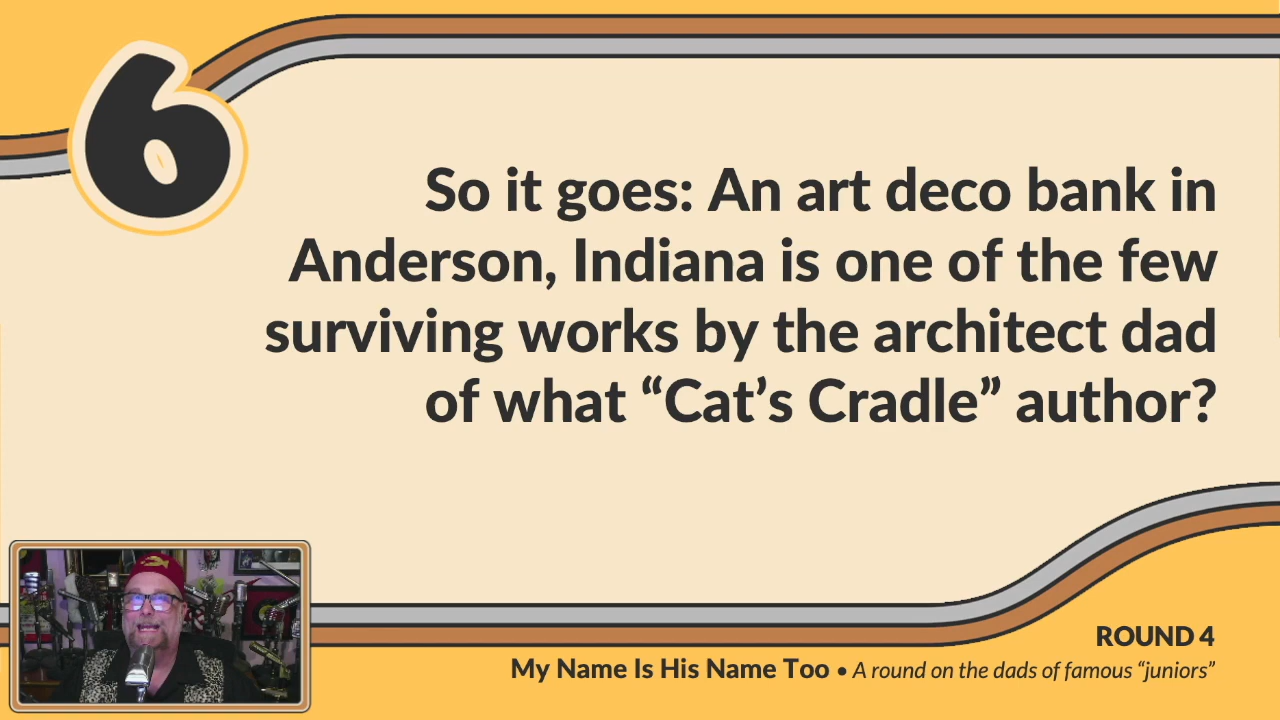 6
So it goes: An art deco bank in
Anderson, Indiana is one of the few
surviving works by the architect dad
of what “Cat’s Cradle” author?
ROUND 4
My Name Is His Name Too • A round on the dads of famous “juniors”